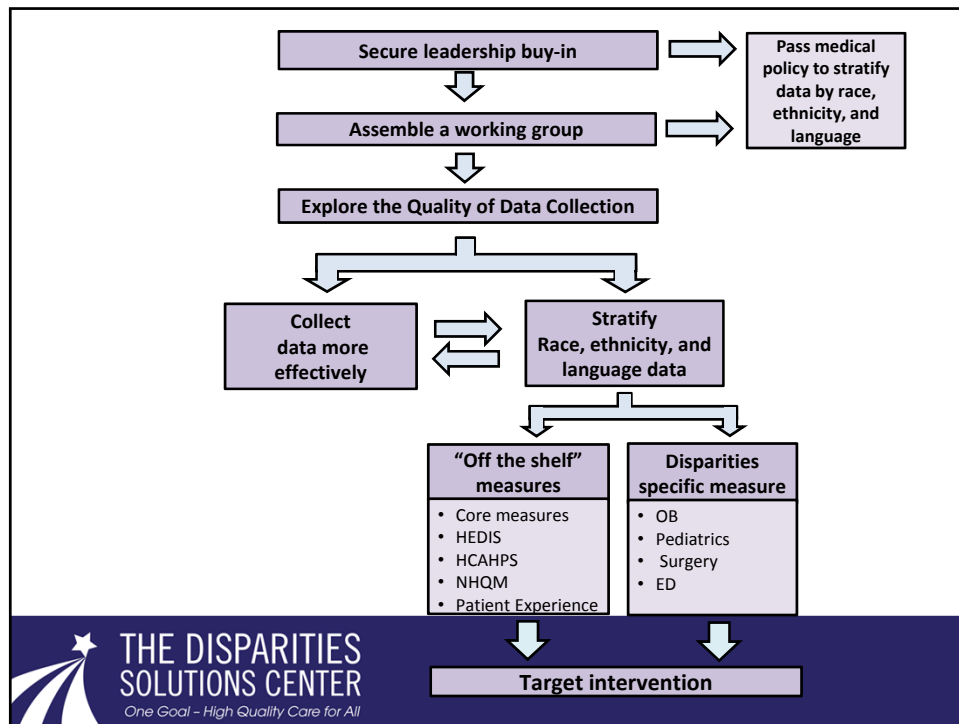 Secure leadership buy-in
Pass medical
policy to stratify
data by race,
ethnicity, and
language
Assemble a working group
Explore the Quality of Data Collection
Collect
data more
effectively
Stratify
Race, ethnicity, and
language data
“Off the shelf”
measures
• Core measures
• HEDIS
• HCAHPS
• NHQM
• Patient Experience
Disparities
specific measure
• OB
• Pediatrics
• Surgery
• ED
Target intervention
THE DISPARITIES
SOLUTIONS CENTER
One Goal – High Quality Care for All